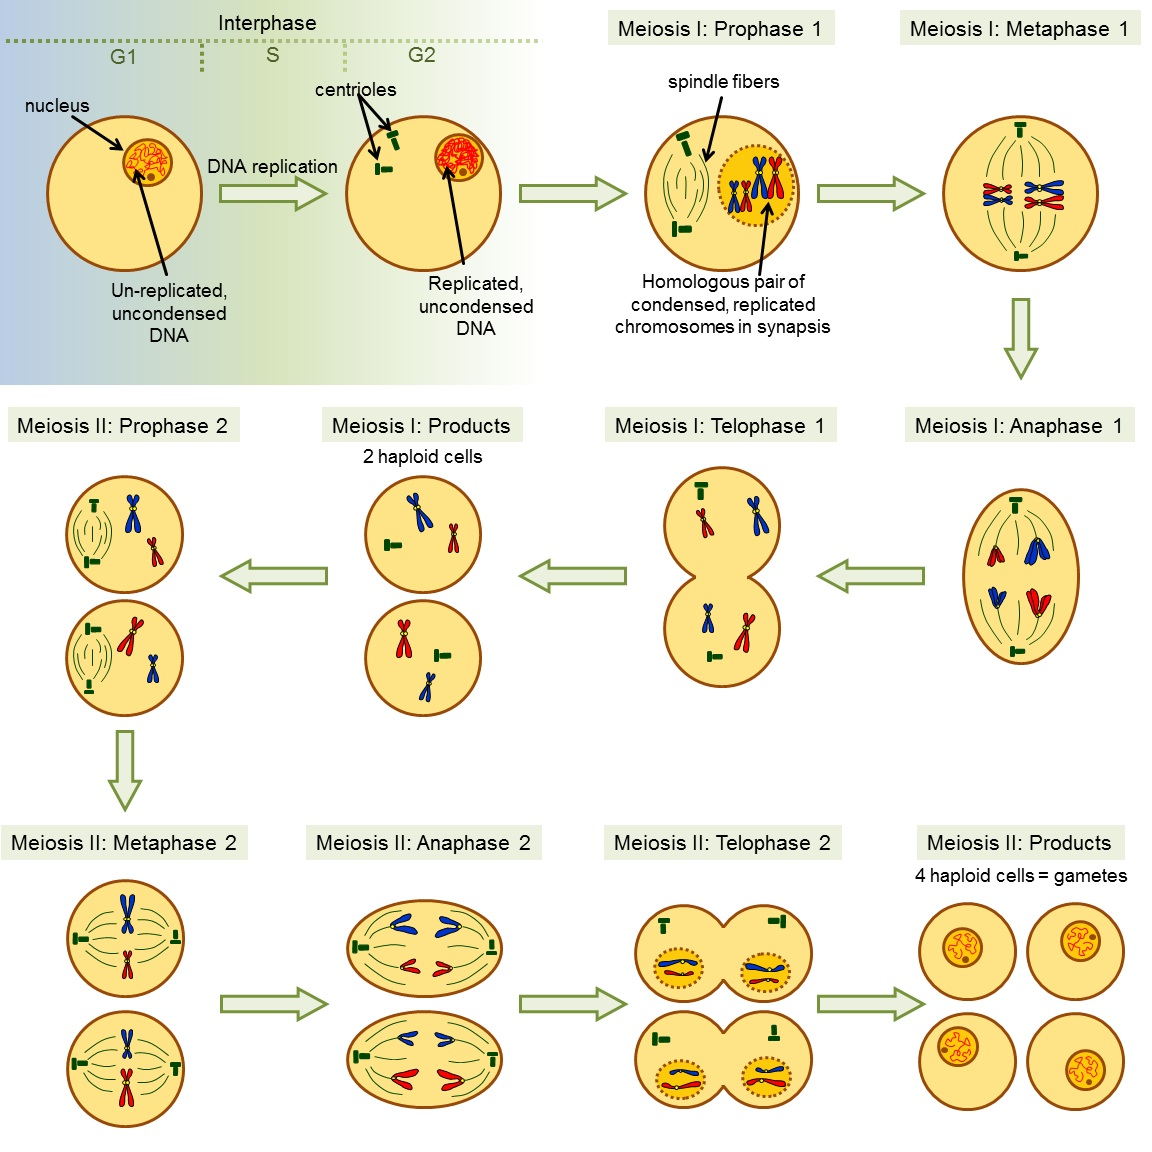 Interphase
G1
S
G2
Meiosis I: Prophase 1
Meiosis I: Metaphase 1
nucleus
centrioles
spindle fibers
DNA replication
Un-replicated,
uncondensed
DNA
Replicated,
uncondensed
DNA
Homologous pair of
condensed, replicated
chromosomes in synapsis
Meiosis II: Prophase 2
Meiosis I: Products
2 haploid cells
Meiosis I: Telophase 1
Meiosis I: Anaphase 1
Meiosis II: Metaphase 2
Meiosis II: Anaphase 2
Meiosis II: Telophase 2
Meiosis II: Products
4 haploid cells = gametes